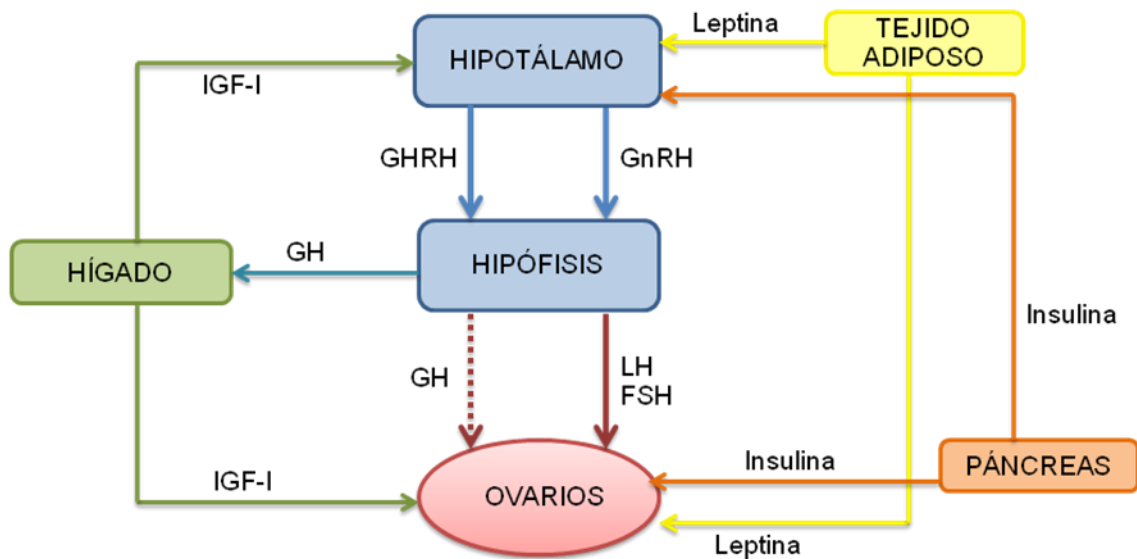 Leptina
TEJIDO
ADIPOSO
HIPOTÁLAMO
IGF-I
GHRH
GnRH
HÍGADO
GH
HIPÓFISIS
Insulina
GH
LH
FSH
IGF-I
OVARIOS
Insulina
PÁNCREAS
Leptina